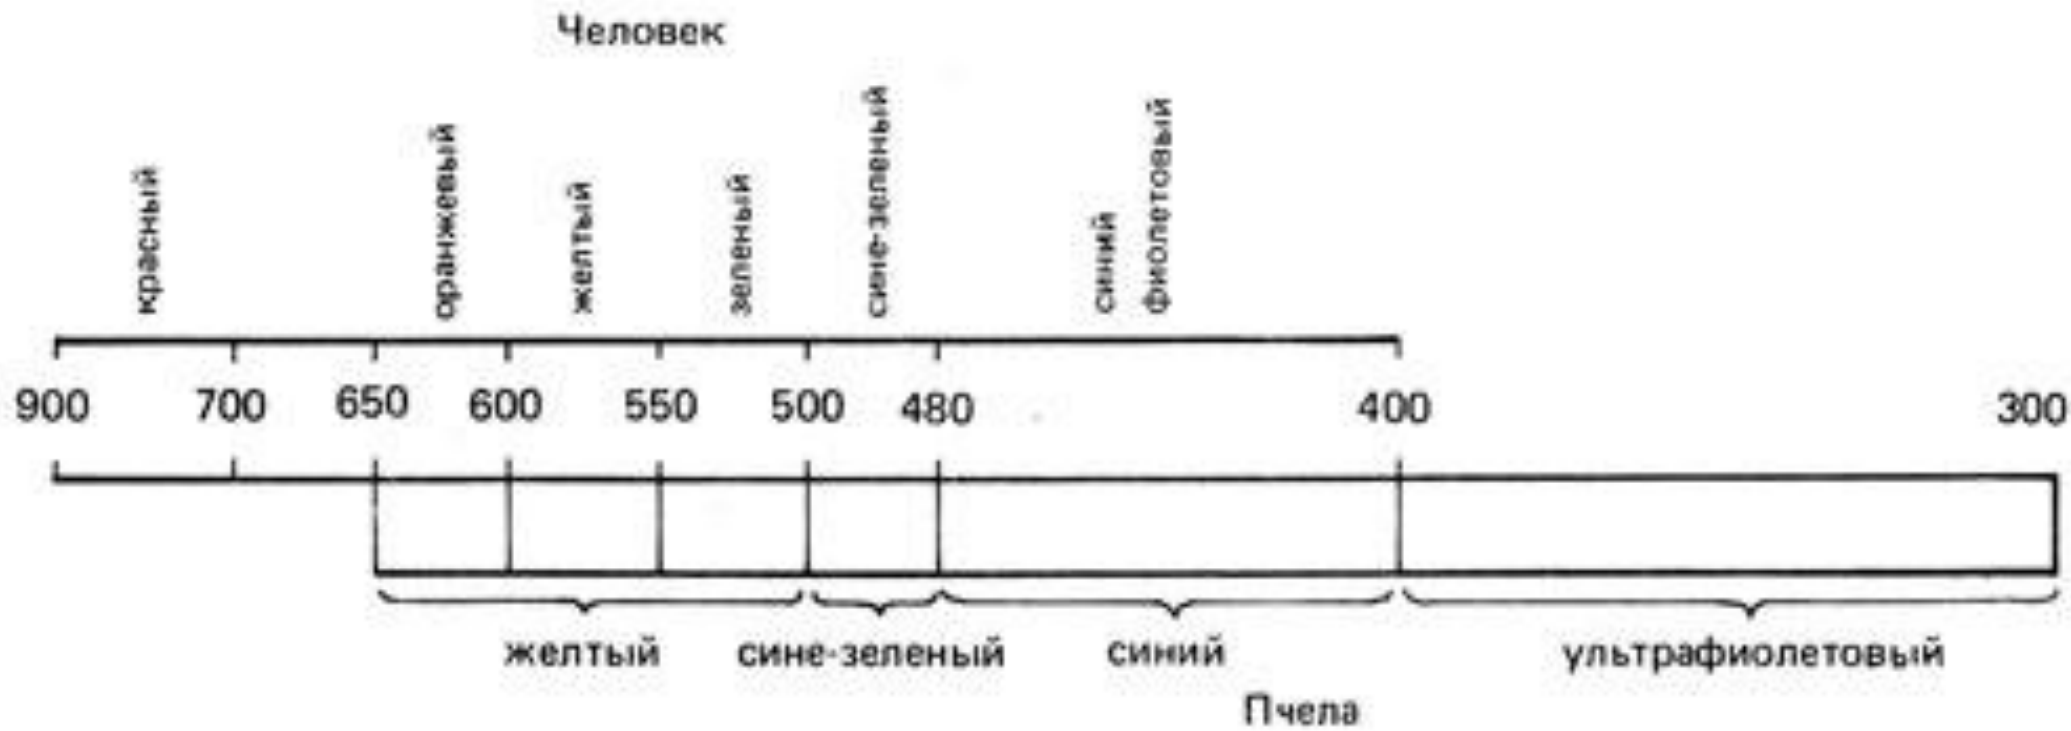 Человек
красный
оранжевый
желтый
зеленый
сине-зеленый
синий
фиолетовый
900 700 650 600 550 500 480 400 300
желтый сине-зеленый синий ультрафиолетовый
Пчела